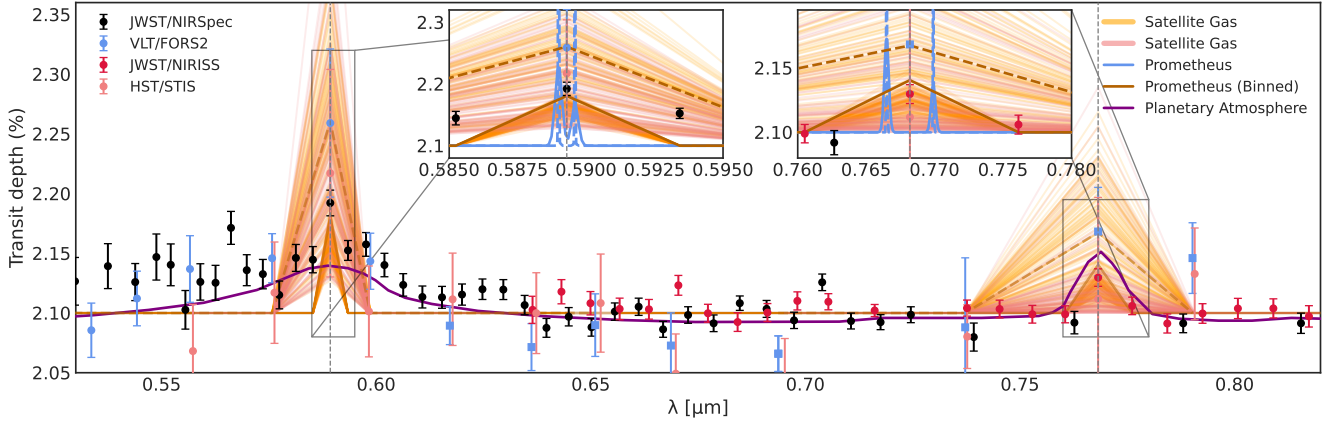 2.35
2.30
2.25
2.20
2.15
2.10
2.05
Transit depth (%)
JWST/NIRSpec
VLT/FORS2
JWST/NIRISS
HST/STIS
2.3
2.2
2.1
0.5850 0.5875 0.5900 0.5925 0.5950
2.15
2.10
0.760 0.765 0.770 0.775 0.780
Satellite Gas
Satellite Gas
Prometheus
Prometheus (Binned)
Planetary Atmosphere
0.55 0.60 0.65 0.70 0.75 0.80
λ [μm]